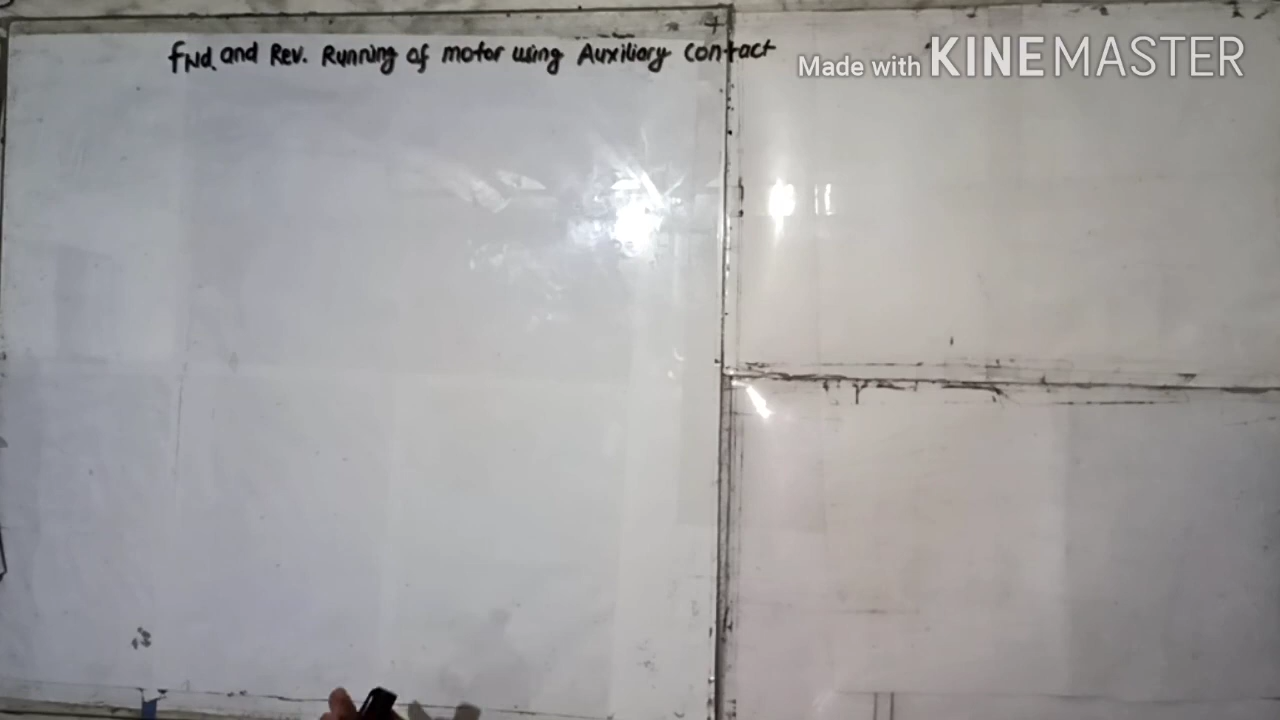 fwd. and Rev. Running of motor using Auxiliary contact
Made with KINEMASTER